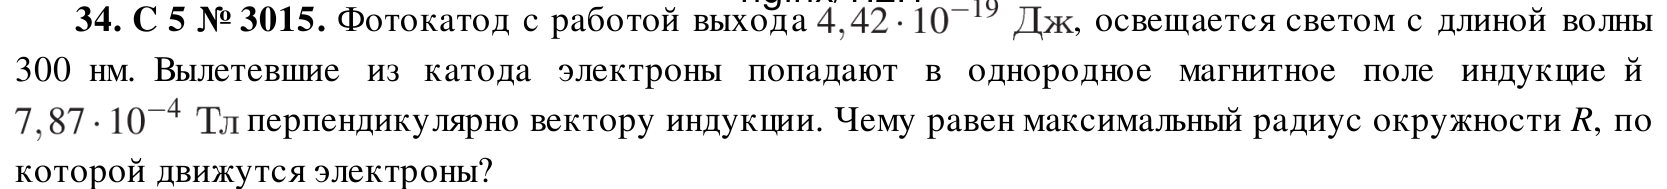 34. С 5 № 3015. Фотокатод с работой выхода 4,42 · 10⁻¹⁹ Дж, освещается светом с длиной волны
300 нм. Вылетевшие из катода электроны попадают в однородное магнитное поле индукцие й
7,87 · 10⁻⁴ Тл перпендикулярно вектору индукции. Чему равен максимальный радиус окружности R, по
которой движутся электроны?